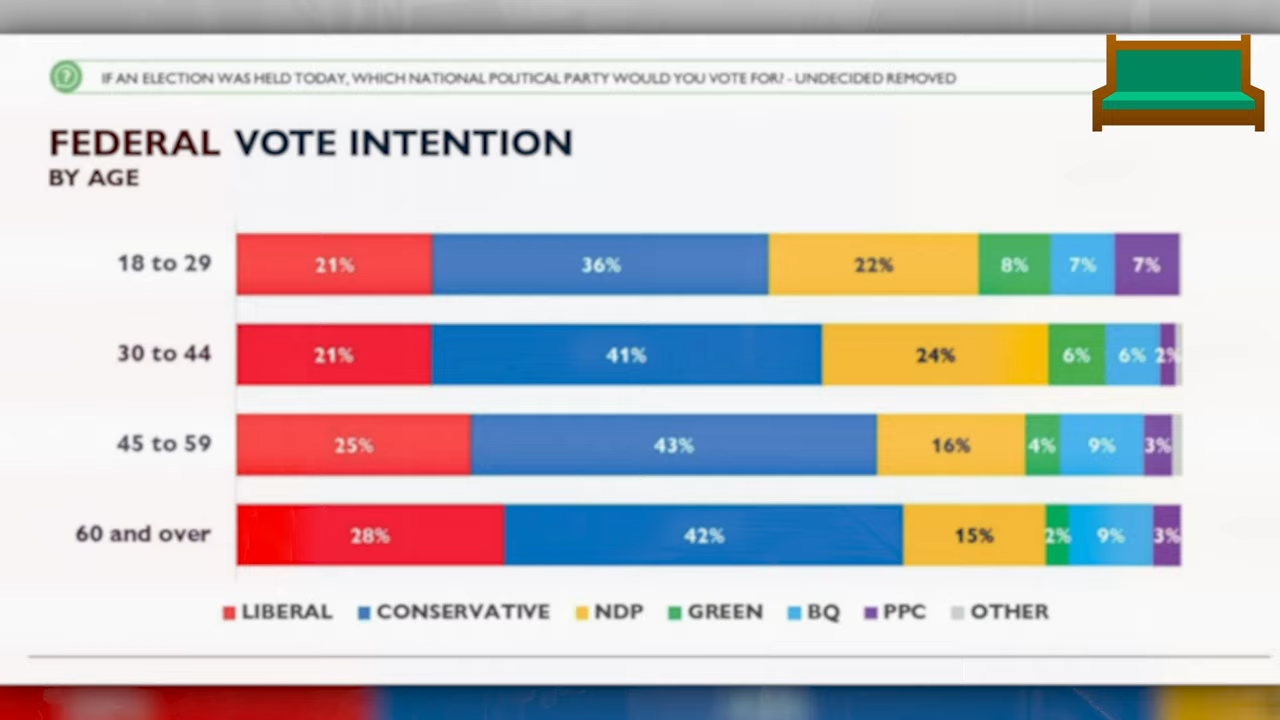 IF AN ELECTION WAS HELD TODAY, WHICH NATIONAL POLITICAL PARTY WOULD YOU VOTE FOR? - UNDECIDED REMOVED
FEDERAL VOTE INTENTION
BY AGE
18 to 29 21% 36% 22% 8% 7% 7%
30 to 44 21% 41% 24% 6% 6% 2%
45 to 59 25% 43% 16% 4% 9% 3%
60 and over 28% 42% 15% 2% 9% 3%
LIBERAL CONSERVATIVE NDP GREEN BQ PPC OTHER